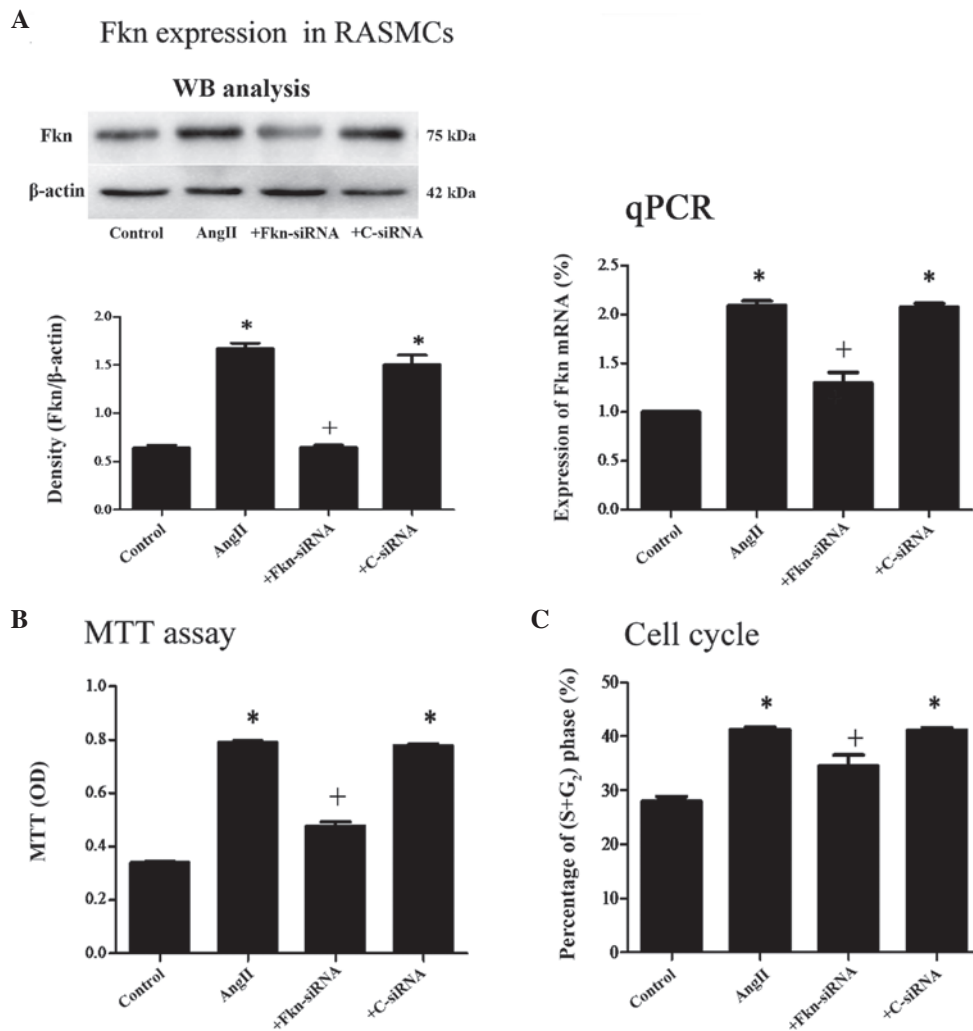 A
Fkn expression in RASMCs
WB analysis
Fkn
75 kDa
β-actin
42 kDa
Control AngII +Fkn-siRNA +C-siRNA
Density (Fkn/β-actin)
2.0
1.5
1.0
0.5
0.0
*
+
*
Control
AngII
+Fkn-siRNA
+C-siRNA
qPCR
Expression of Fkn mRNA (%)
2.5
2.0
1.5
1.0
0.5
0.0
*
+
*
Control
AngII
+Fkn-siRNA
+C-siRNA
B
MTT assay
MTT (OD)
1.0
0.8
0.6
0.4
0.2
0.0
*
+
*
Control
AngII
+Fkn-siRNA
+C-siRNA
C
Cell cycle
Percentage of (S+G₂) phase (%)
50
40
30
20
10
0
*
+
*
Control
AngII
+Fkn-siRNA
+C-siRNA